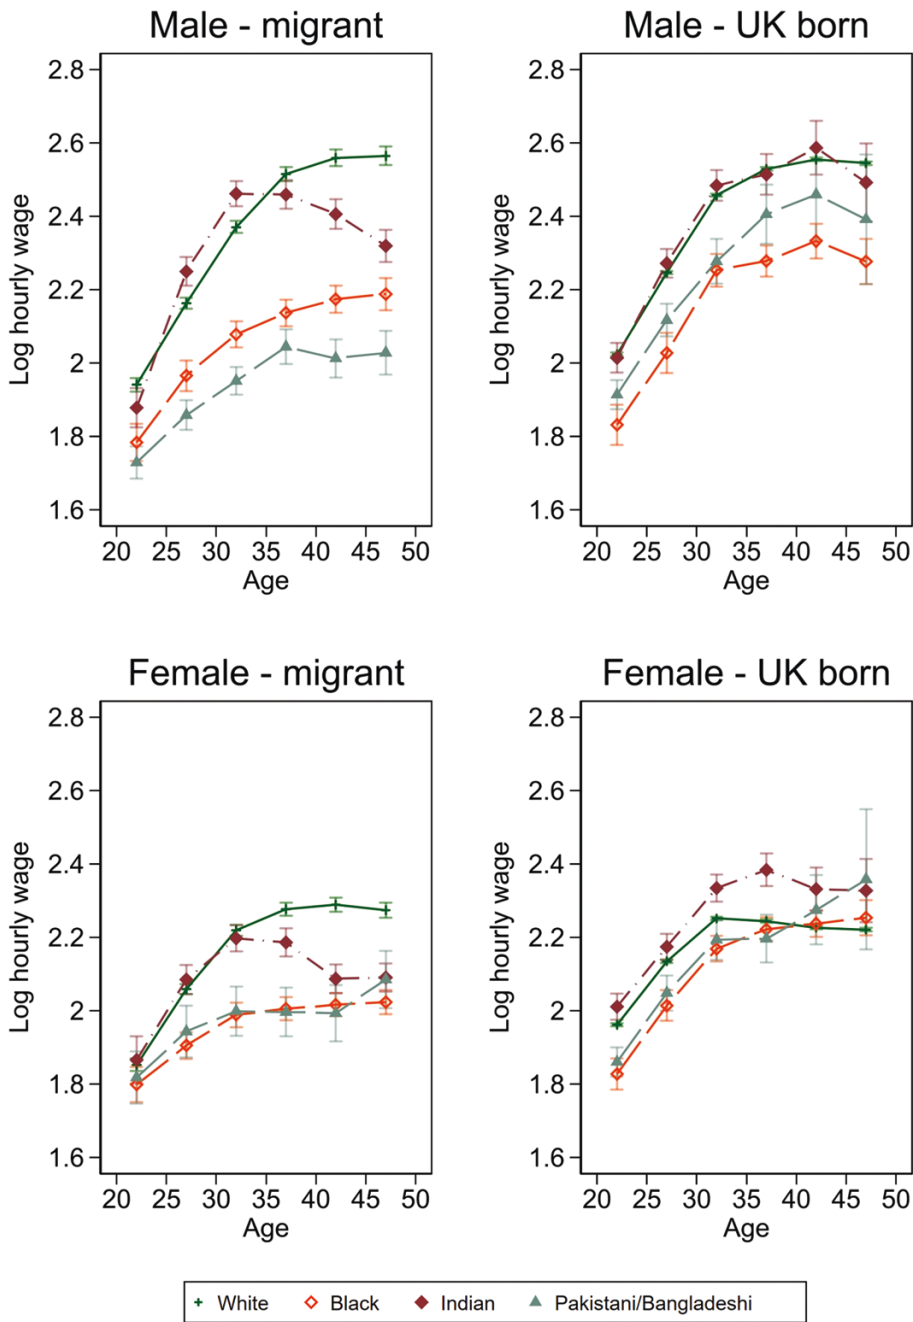 Male - migrant
Log hourly wage
2.8
2.6
2.4
2.2
2
1.8
1.6
20 25 30 35 40 45 50
Age
Male - UK born
Log hourly wage
2.8
2.6
2.4
2.2
2
1.8
1.6
20 25 30 35 40 45 50
Age
Female - migrant
Log hourly wage
2.8
2.6
2.4
2.2
2
1.8
1.6
20 25 30 35 40 45 50
Age
Female - UK born
Log hourly wage
2.8
2.6
2.4
2.2
2
1.8
1.6
20 25 30 35 40 45 50
Age
White Black Indian Pakistani/Bangladeshi